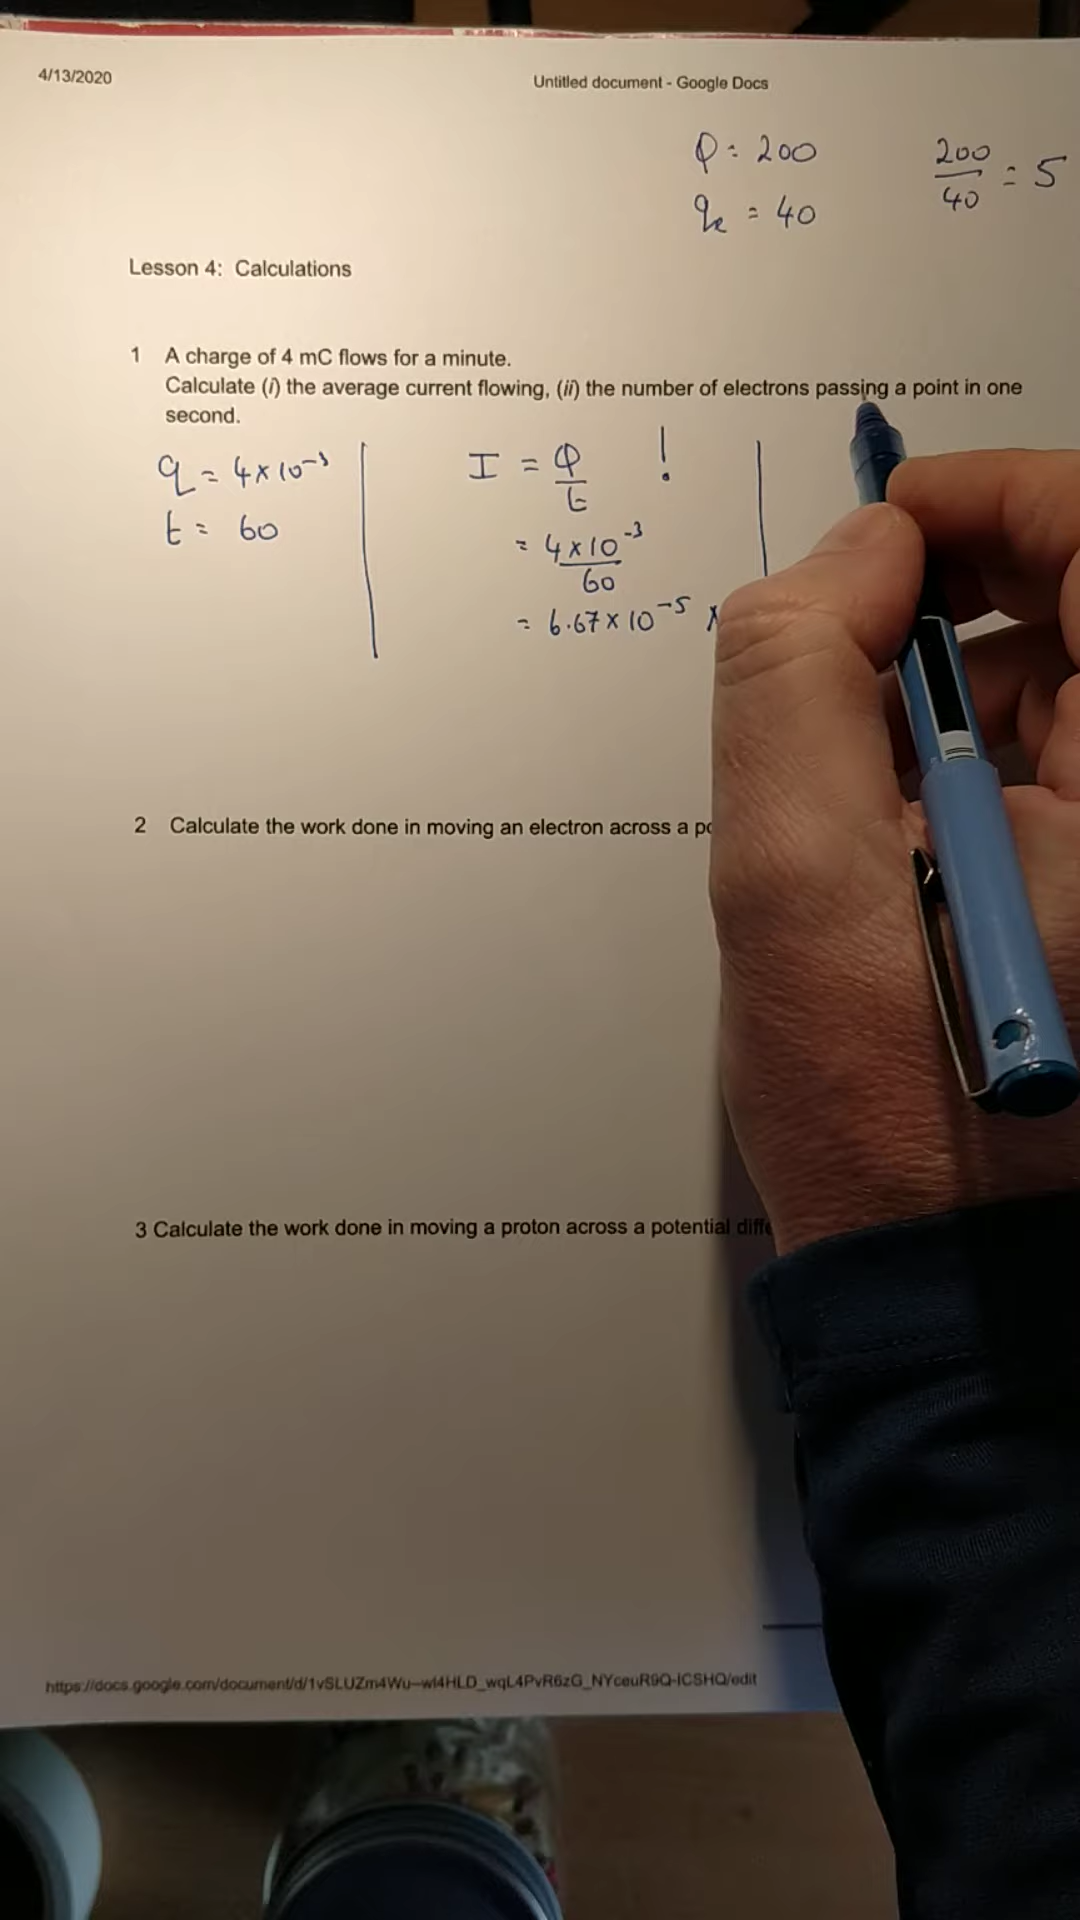 4/13/2020 Untitled document - Google Docs
Q = 200
qe = 40
200/40 = 5
Lesson 4: Calculations
1 A charge of 4 mC flows for a minute.
Calculate (i) the average current flowing, (ii) the number of electrons passing a point in one
second.
q = 4 x 10⁻³
t = 60
I = Q/t !
= 4 x 10⁻³/60
= 6.67 x 10⁻⁵
2 Calculate the work done in moving an electron across a
3 Calculate the work done in moving a proton across a potential
https://docs.google.com/document/d/1vSLUZm4Wu--wI4HLD_wqL4PvR6zG_NYceuR9Q-ICSHQ/edit